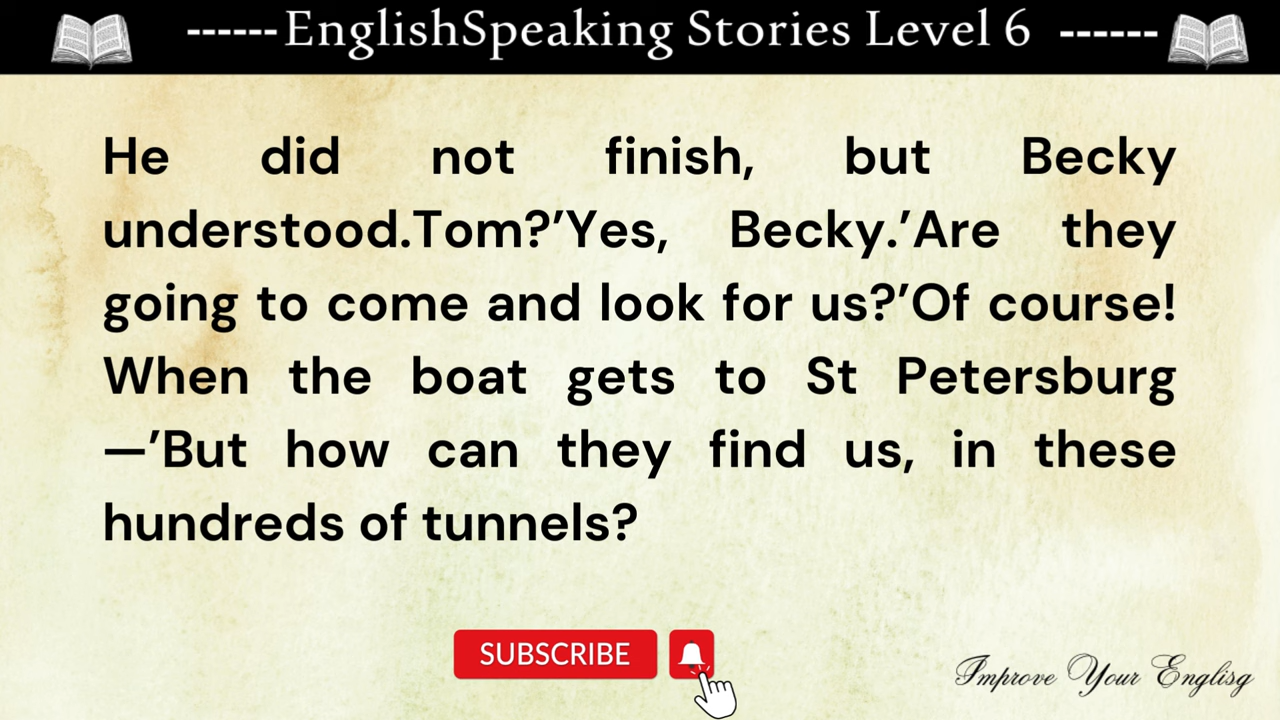 ------EnglishSpeaking Stories Level 6 ------
He did not finish, but Becky
understood.Tom?’Yes, Becky.’Are they
going to come and look for us?’Of course!
When the boat gets to St Petersburg
—’But how can they find us, in these
hundreds of tunnels?
SUBSCRIBE
Improve Your Englisg